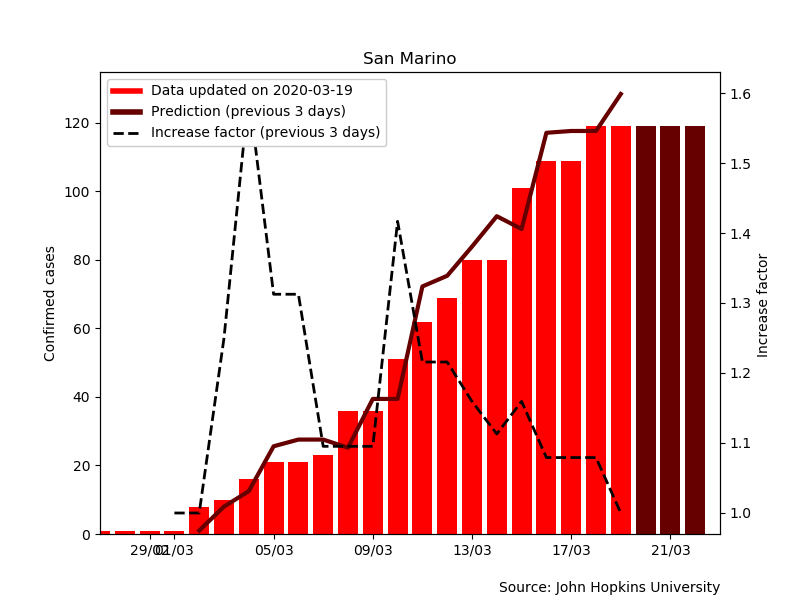 San Marino
Data updated on 2020-03-19
Prediction (previous 3 days)
Increase factor (previous 3 days)
Confirmed cases
120
100
80
60
40
20
0
1.6
1.5
1.4
1.3
1.2
1.1
1.0
Increase factor
29/02 01/03 05/03 09/03 13/03 17/03 21/03
Source: John Hopkins University